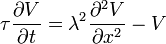 τ ∂V/∂t = λ² ∂²V/∂x² − V